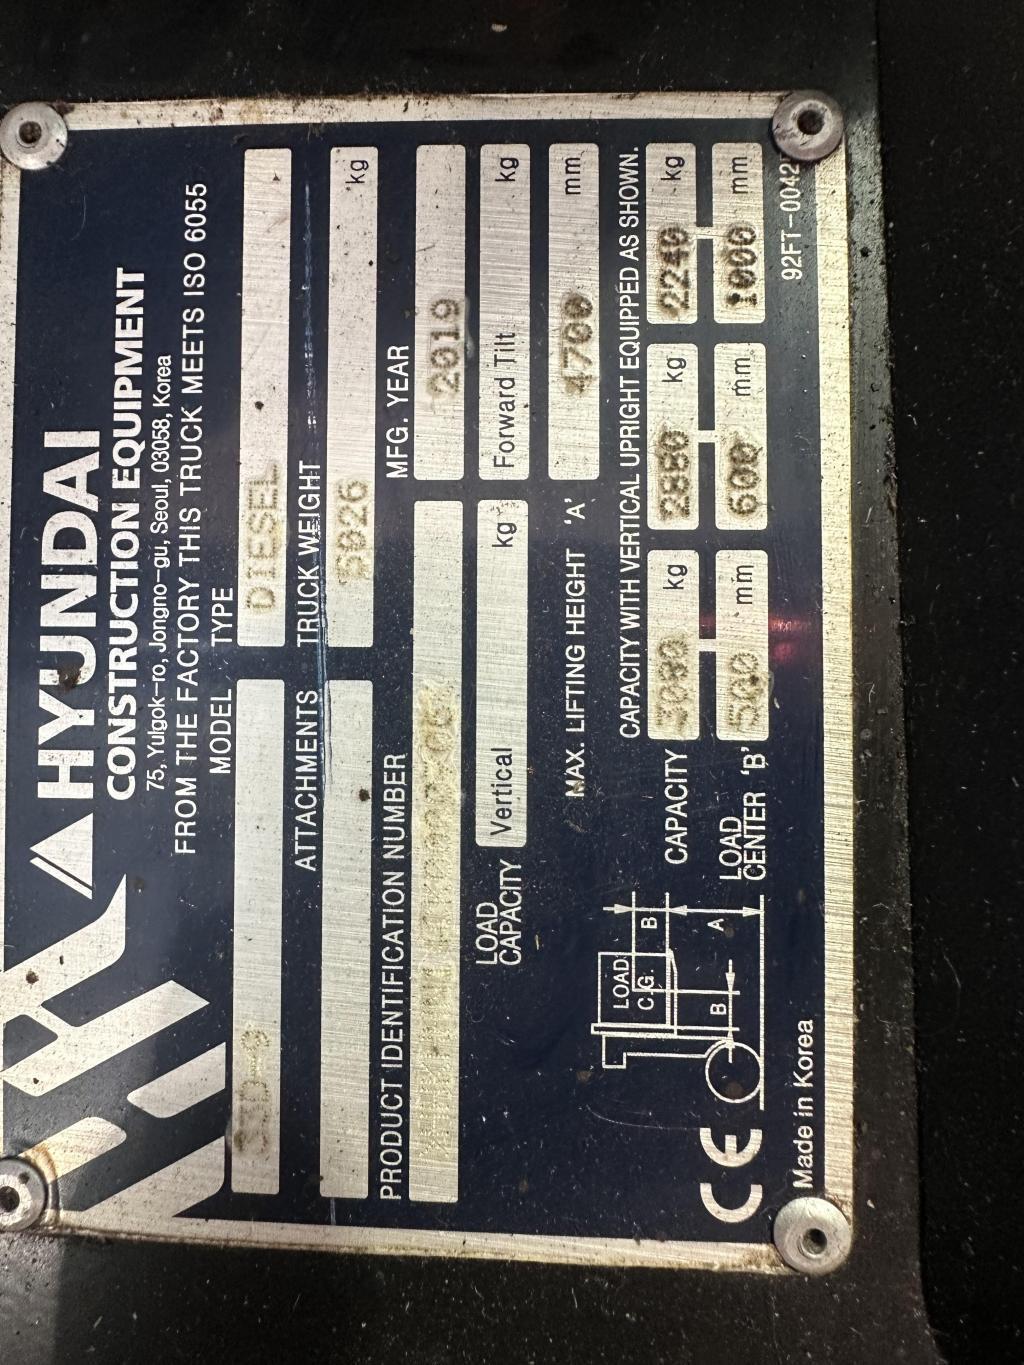 HYUNDAI
CONSTRUCTION EQUIPMENT
75, Yulgok-ro, Jongno-gu, Seoul, 03058, Korea
FROM THE FACTORY THIS TRUCK MEETS ISO 6055
MODEL TYPE
DIESEL
ATTACHMENTS TRUCK WEIGHT
5026 kg
PRODUCT IDENTIFICATION NUMBER MFG. YEAR
2019
LOAD CAPACITY Vertical kg Forward Tilt kg
MAX. LIFTING HEIGHT 'A' 4700 mm
CAPACITY WITH VERTICAL UPRIGHT EQUIPPED AS SHOWN.
CAPACITY 3000 kg 2880 kg 2240 kg
LOAD CENTER 'B' 500 mm 600 mm 1000 mm
LOAD
C.G.
B
A
B
CE
Made in Korea